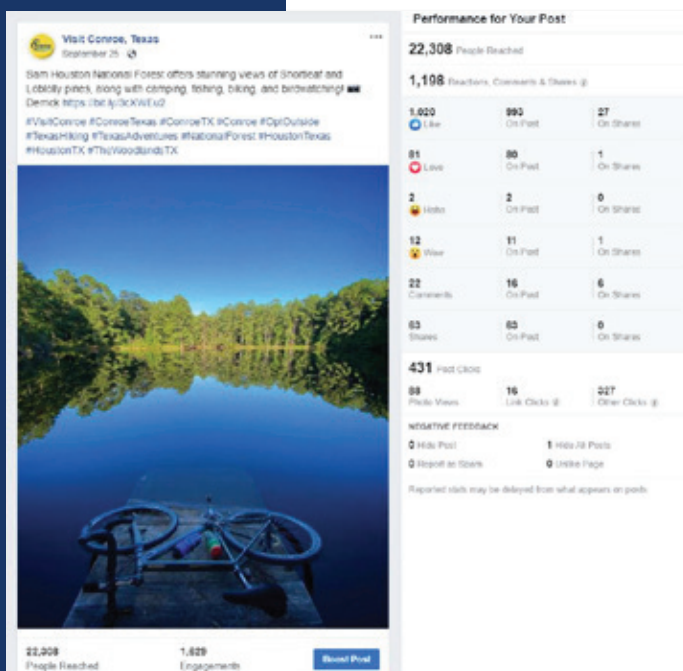 Visit Conroe, Texas
September 25
Sam Houston National Forest offers stunning views of Shortleaf and
Loblolly pines, along with camping, fishing, biking, and birdwatching! 📷
Derrick https://bit.ly/3cXWEu2
#VisitConroe #ConroeTexas #ConroeTX #Conroe #OptOutside
#TexasHiking #TexasAdventures #NationalForest #HoustonTexas
#HoustonTX #TheWoodlandsTX
22,308
People Reached
1,629
Engagements
Boost Post
Performance for Your Post
22,308 People Reached
1,198 Reactions, Comments & Shares
1,020 993 27
Like On Post On Shares
81 80 1
Love On Post On Shares
2 2 0
Haha On Post On Shares
12 11 1
Wow On Post On Shares
22 16 6
Comments On Post On Shares
63 63 0
Shares On Post On Shares
431 Post Clicks
88 16 327
Photo Views Link Clicks Other Clicks
NEGATIVE FEEDBACK
0 Hide Post 1 Hide All Posts
0 Report as Spam 0 Unlike Page
Reported stats may be delayed from what appears on posts